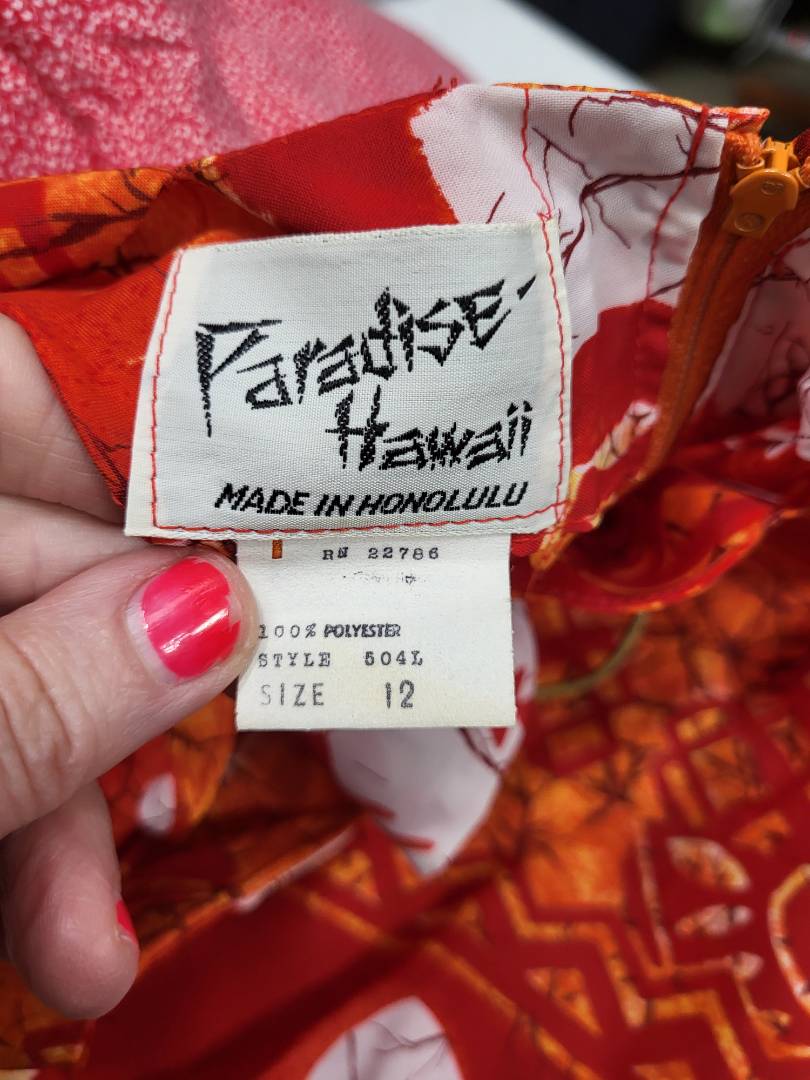 Paradise
Hawaii
MADE IN HONOLULU
RN 22786
100% POLYESTER
STYLE 504L
SIZE 12